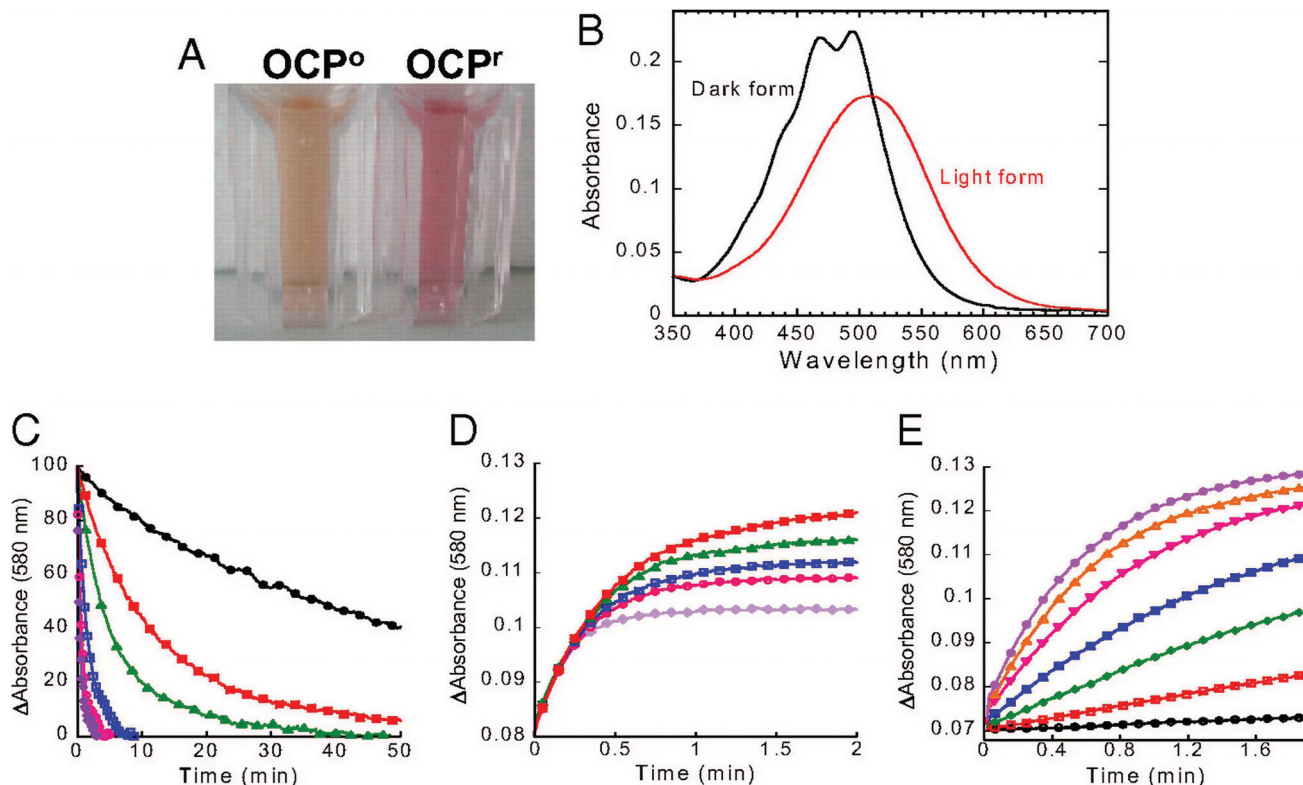 A
OCPº OCPʳ
B
Absorbance
0.2
0.15
0.1
0.05
0
Dark form
Light form
350 400 450 500 550 600 650 700
Wavelength (nm)
C
ΔAbsorbance (580 nm)
100
80
60
40
20
0
0 10 20 30 40 50
Time (min)
D
ΔAbsorbance (580 nm)
0.13
0.12
0.11
0.1
0.09
0.08
0 0.5 1 1.5 2
Time (min)
E
ΔAbsorbance (580 nm)
0.13
0.12
0.11
0.1
0.09
0.08
0.07
0 0.4 0.8 1.2 1.6
Time (min)